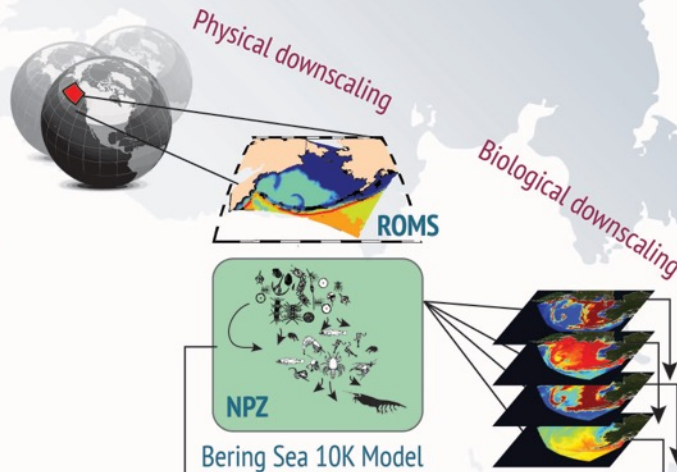 Physical downscaling
Biological downscaling
ROMS
NPZ
Bering Sea 10K Model